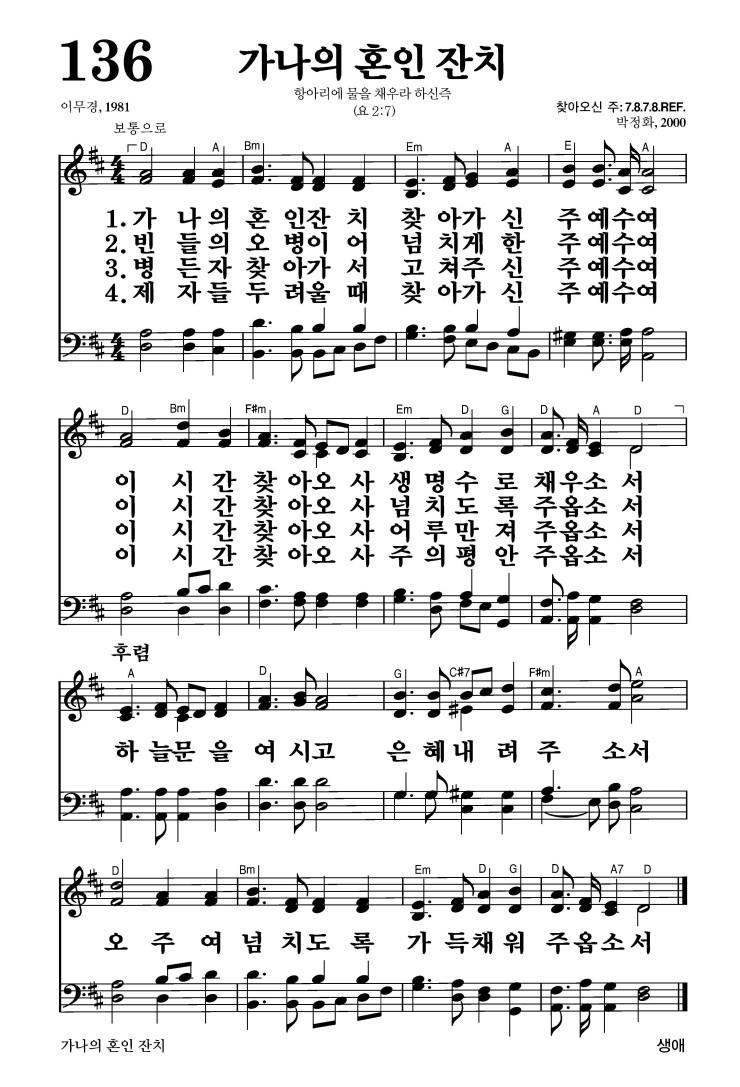 136 가나의 혼인 잔치
항아리에 물을 채우라 하신즉
이무경, 1981 (요 2:7) 찾아오신 주: 7.8.7.8.REF.
박정화, 2000
보통으로
D A Bm Em A E A
4 4
1. 가 나의 혼 인잔 치 찾 아가 신 주 예수여
2. 빈 들의 오 병이 어 넘 치게 한 주 예수여
3. 병 든자 찾 아가 서 고 쳐주 신 주 예수여
4. 제 자들 두 려울 때 찾 아가 신 주 예수여
4 4
D Bm F#m Em D G D A D
이 시 간 찾 아오 사 생 명 수 로 채우소 서
이 시 간 찾 아오 사 넘 치도 록 주옵소 서
이 시 간 찾 아오 사 어 루만 져 주옵소 서
이 시 간 찾 아오 사 주 의평 안 주옵소 서
후렴
A D G C#7 F#m A
하 늘문 을 여 시고 은 혜내 려 주 소서
D Bm Em D G D A7 D
오 주 여 넘 치도 록 가 득채 워 주옵소서
가나의 혼인 잔치 생애